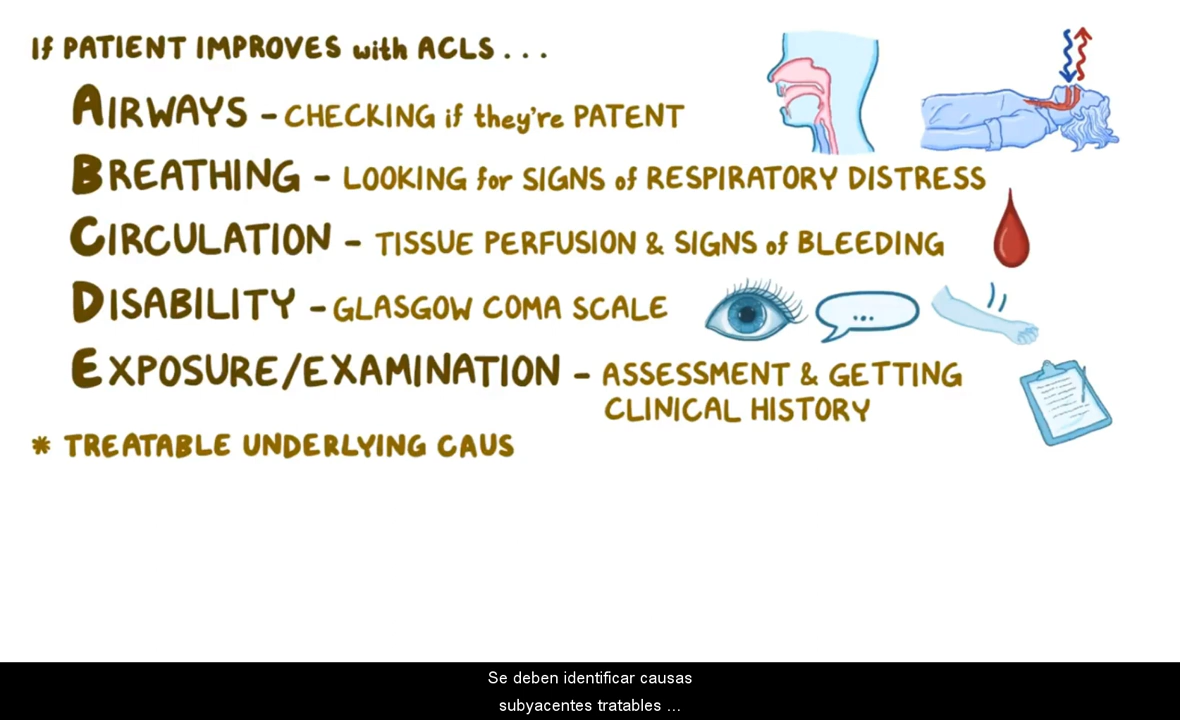 If PATIENT IMPROVES with ACLS . . .
AIRWAYS - CHECKING if they're PATENT
BREATHING - LOOKING for SIGNS of RESPIRATORY DISTRESS
CIRCULATION - TISSUE PERFUSION & SIGNS of BLEEDING
DISABILITY - GLASGOW COMA SCALE
...
EXPOSURE/EXAMINATION - ASSESSMENT & GETTING
CLINICAL HISTORY
* TREATABLE UNDERLYING CAUS
Se deben identificar causas
subyacentes tratables ...